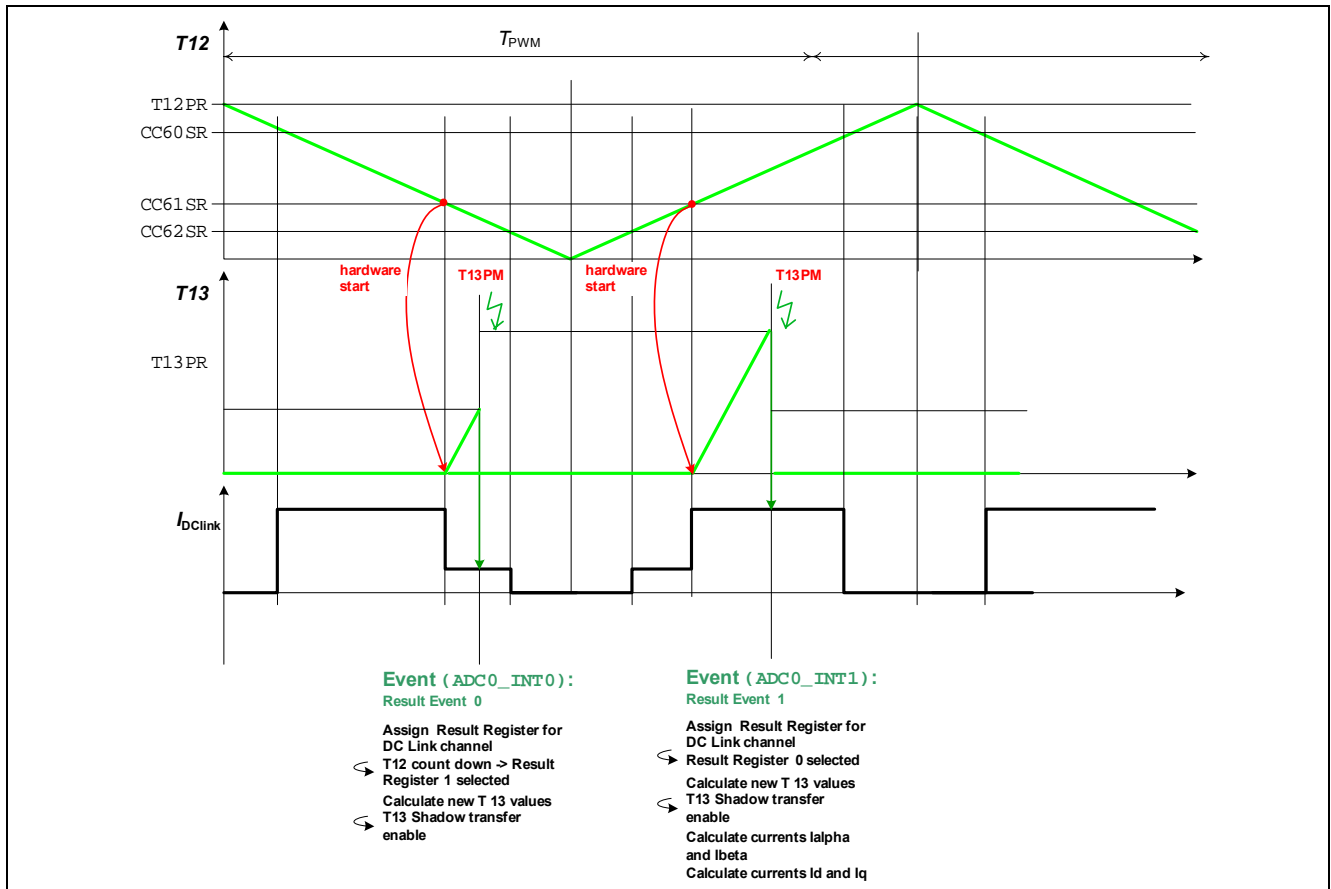 T12
TPWM
T12PR
CC60SR
CC61SR
CC62SR
hardware
start
T13PM
hardware
start
T13PM
T13
T13PR
IDClink
Event (ADC0_INT0):
Result Event 0
Assign Result Register for
DC Link channel
T12 count down -> Result
Register 1 selected
Calculate new T 13 values
T13 Shadow transfer
enable
Event (ADC0_INT1):
Result Event 1
Assign Result Register for
DC Link channel
Result Register 0 selected
Calculate new T 13 values
T13 Shadow transfer
enable
Calculate currents Ialpha
and Ibeta
Calculate currents Id and Iq